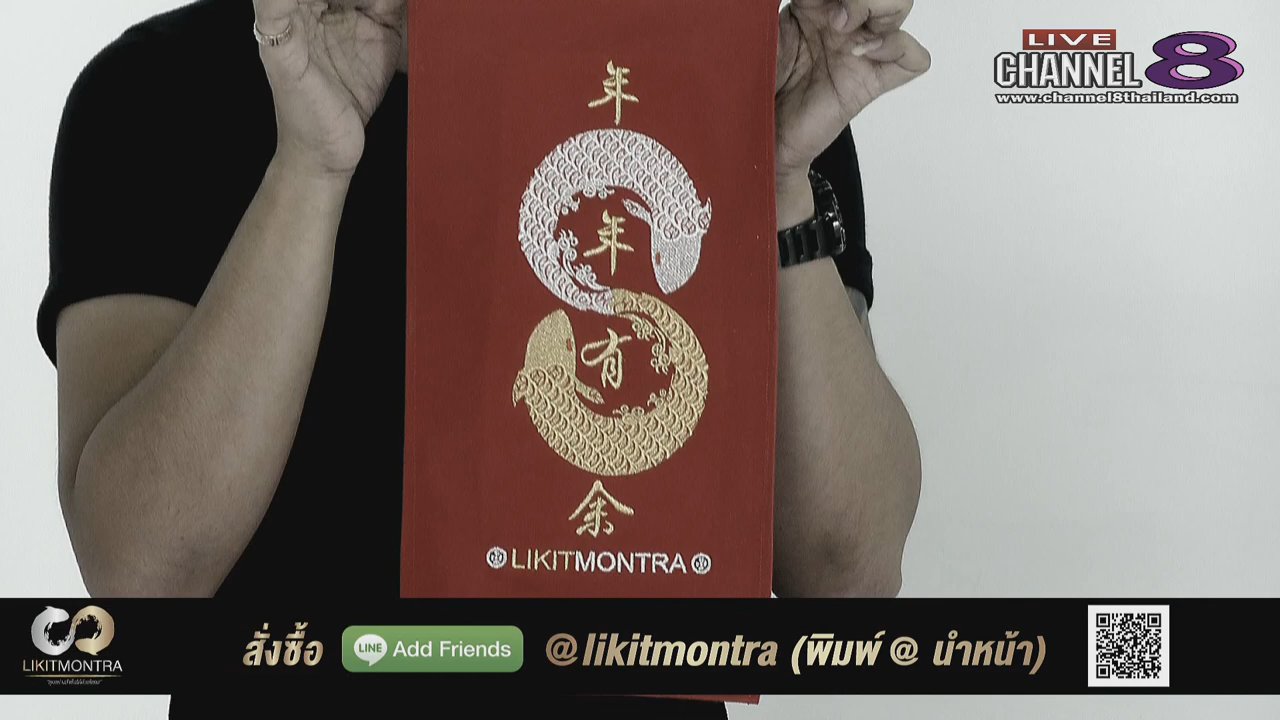 LIVE
CHANNEL 8
www.channel8thailand.com
年
年
有
余
LIKITMONTRA
LIKITMONTRA
สั่งซื้อ LINE Add Friends @likitmontra (พิมพ์ @ นำหน้า)